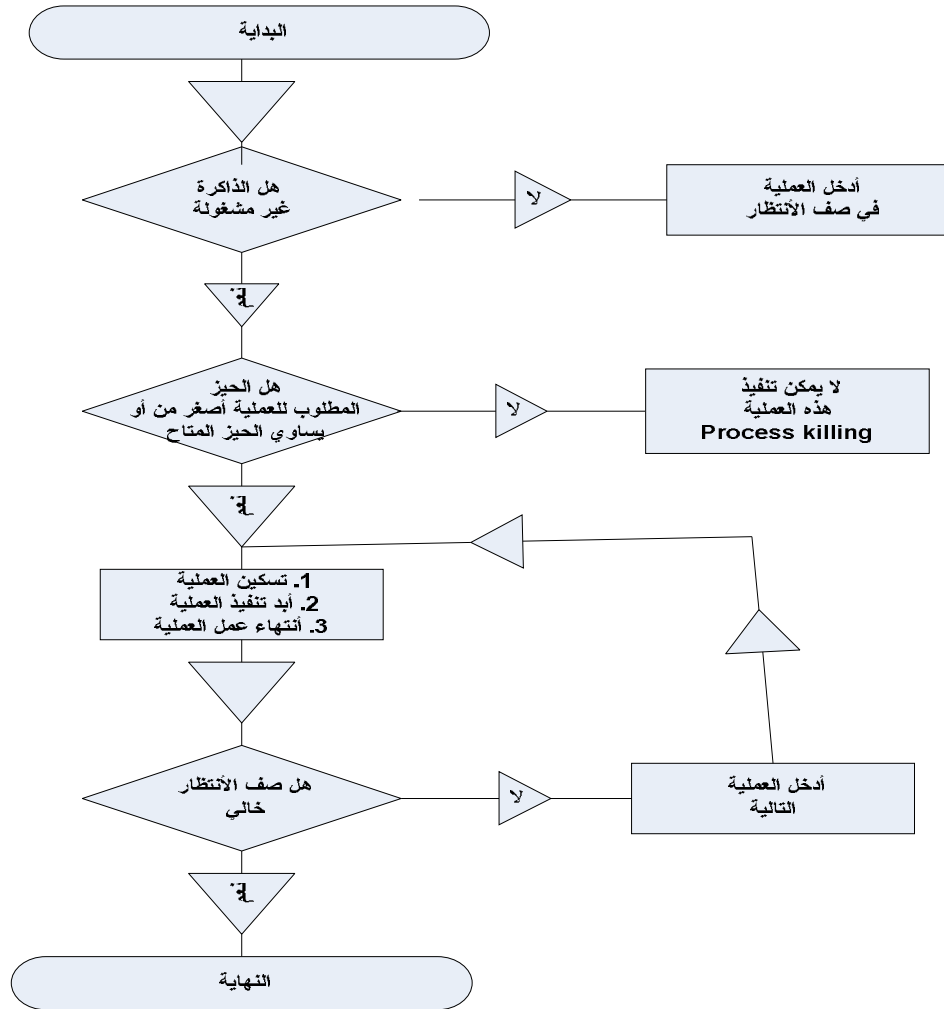 البداية
هل الذاكرة
غير مشغولة
لا
أدخل العملية
في صف الأنتظار
نعم
هل الحيز
المطلوب للعملية أصغر من أو
يساوي الحيز المتاح
لا
لا يمكن تنفيذ
هذه العملية
Process killing
نعم
1. تسكين العملية
2. أبد تنفيذ العملية
3. أنتهاء عمل العملية
هل صف الأنتظار
خالي
لا
أدخل العملية
التالية
نعم
النهاية